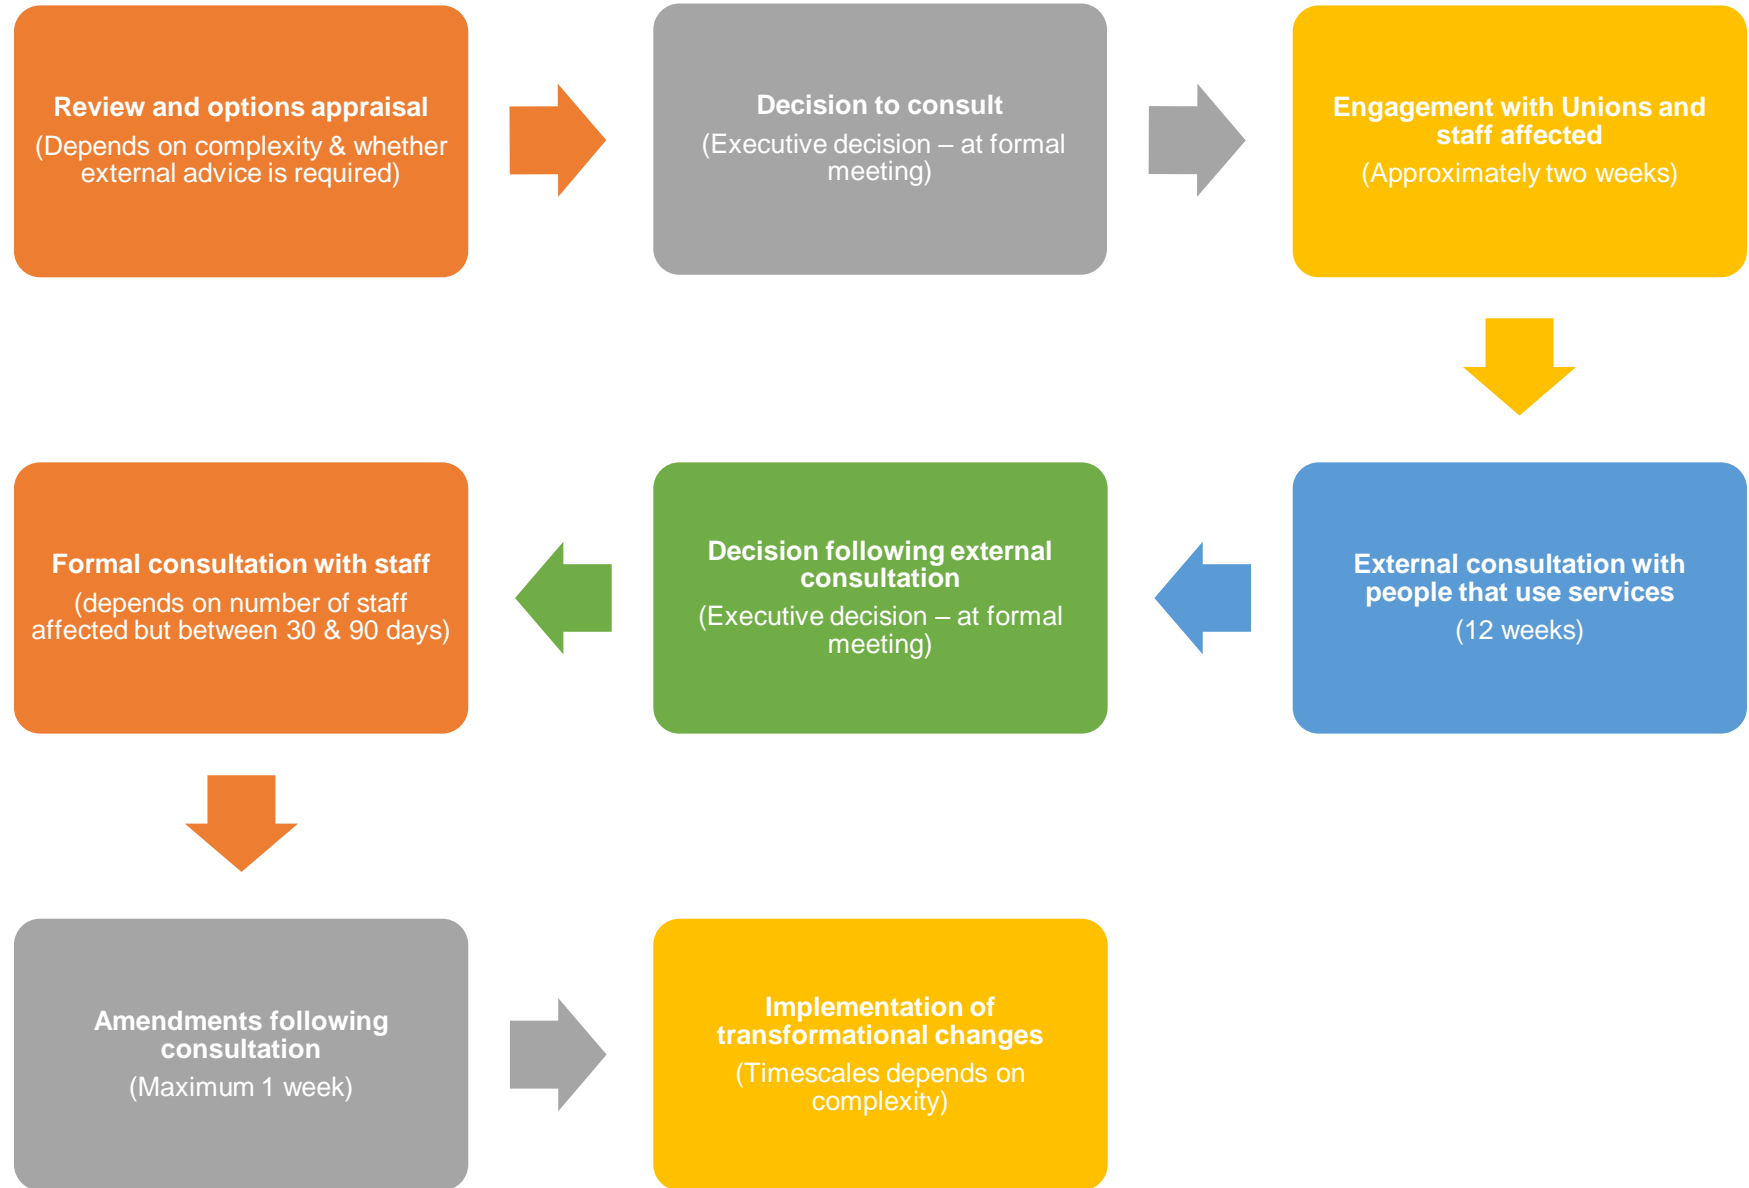 Review and options appraisal
(Depends on complexity & whether
external advice is required)
Decision to consult
(Executive decision – at formal
meeting)
Engagement with Unions and
staff affected
(Approximately two weeks)
External consultation with
people that use services
(12 weeks)
Decision following external
consultation
(Executive decision – at formal
meeting)
Formal consultation with staff
(depends on number of staff
affected but between 30 & 90 days)
Amendments following
consultation
(Maximum 1 week)
Implementation of
transformational changes
(Timescales depends on
complexity)